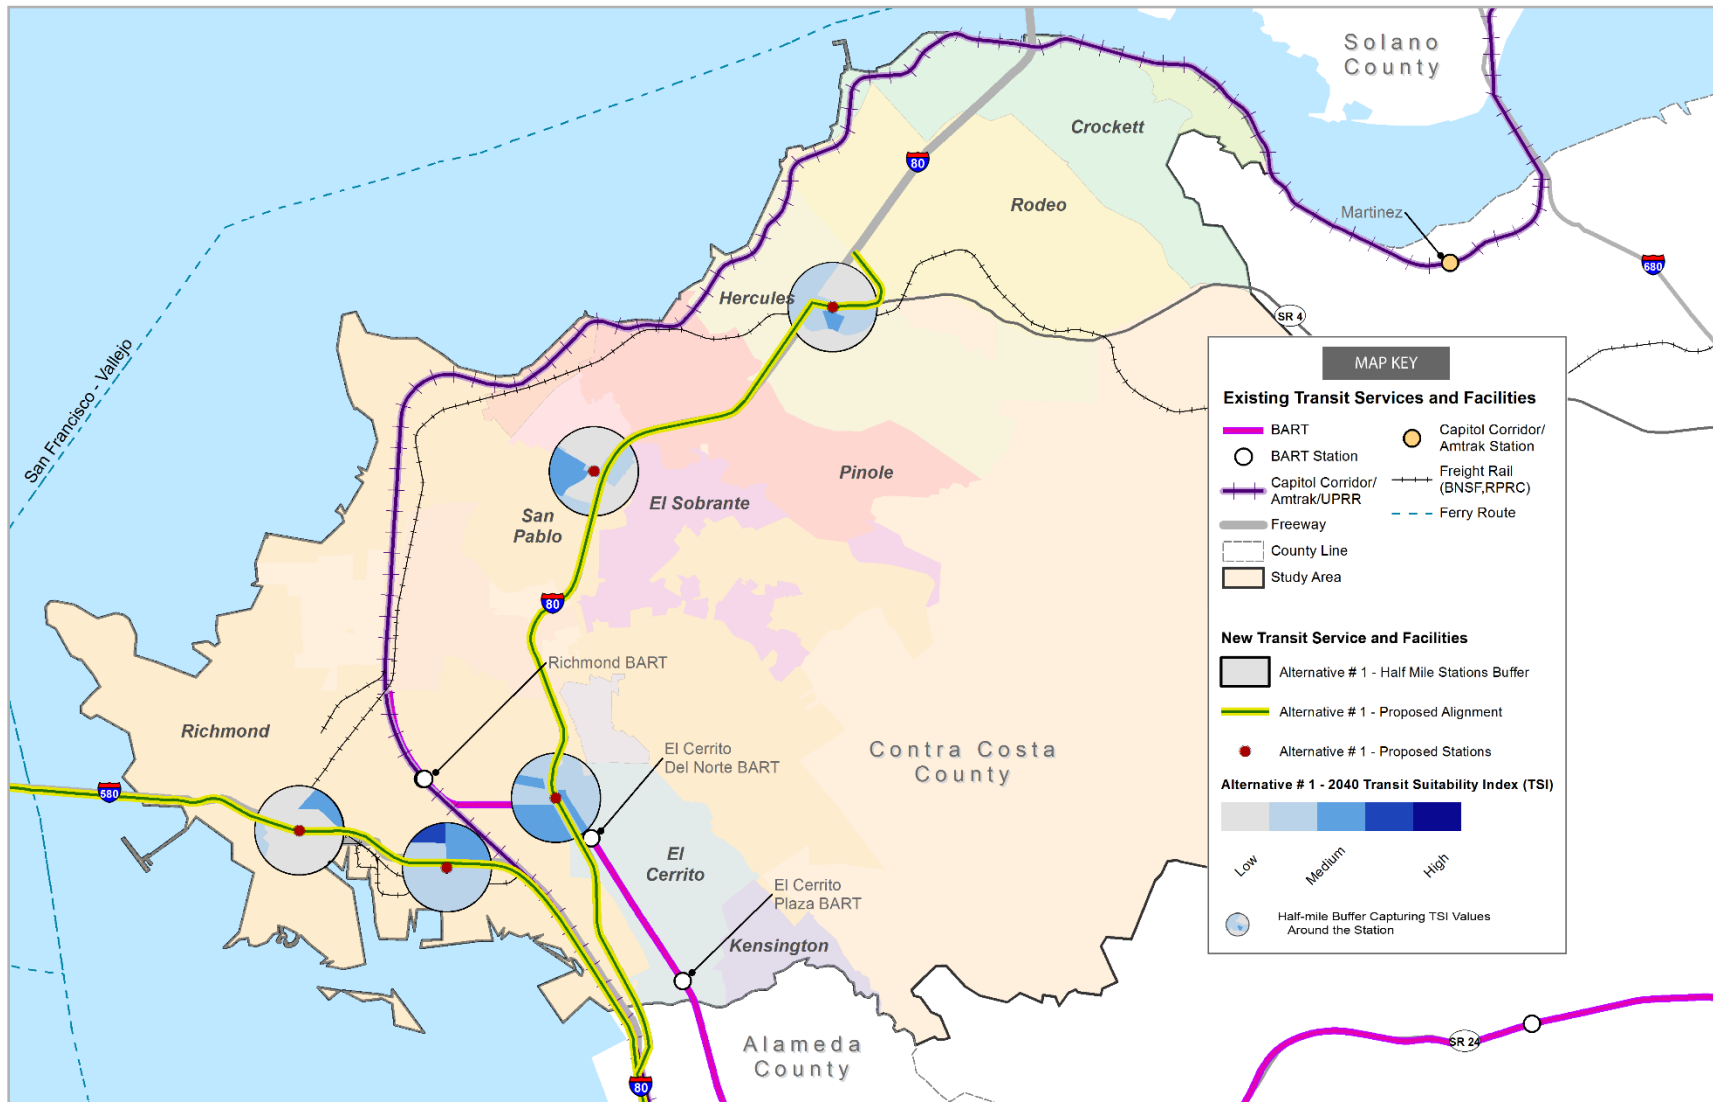 Solano
County
Crockett
80
Rodeo
Martinez
680
Hercules
SR 4
San Francisco - Vallejo
Pinole
El Sobrante
San
Pablo
80
Richmond BART
Richmond
El Cerrito
Del Norte BART
Contra Costa
County
580
El
Cerrito
El Cerrito
Plaza BART
Kensington
Alameda
County
80
SR 24
MAP KEY
Existing Transit Services and Facilities
BART
BART Station
Capitol Corridor/
Amtrak/UPRR
Freeway
County Line
Study Area
Capitol Corridor/
Amtrak Station
Freight Rail
(BNSF,RPRC)
Ferry Route
New Transit Service and Facilities
Alternative # 1 - Half Mile Stations Buffer
Alternative # 1 - Proposed Alignment
Alternative # 1 - Proposed Stations
Alternative # 1 - 2040 Transit Suitability Index (TSI)
Low
Medium
High
Half-mile Buffer Capturing TSI Values
Around the Station